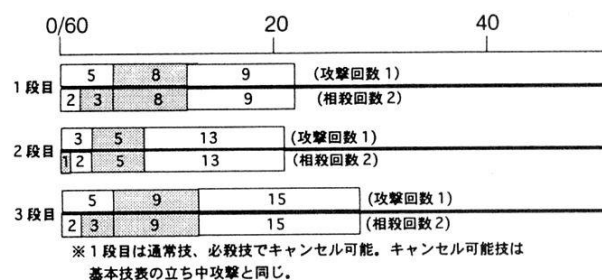 0/60 20 40
5 8 9 (攻撃回数1)
1段目
2 3 8 9 (相殺回数2)
3 5 13 (攻撃回数1)
2段目
1 2 5 13 (相殺回数2)
5 9 15 (攻撃回数1)
3段目
2 3 9 15 (相殺回数2)
※1段目は通常技、必殺技でキャンセル可能。キャンセル可能技は
基本技表の立ち中攻撃と同じ。